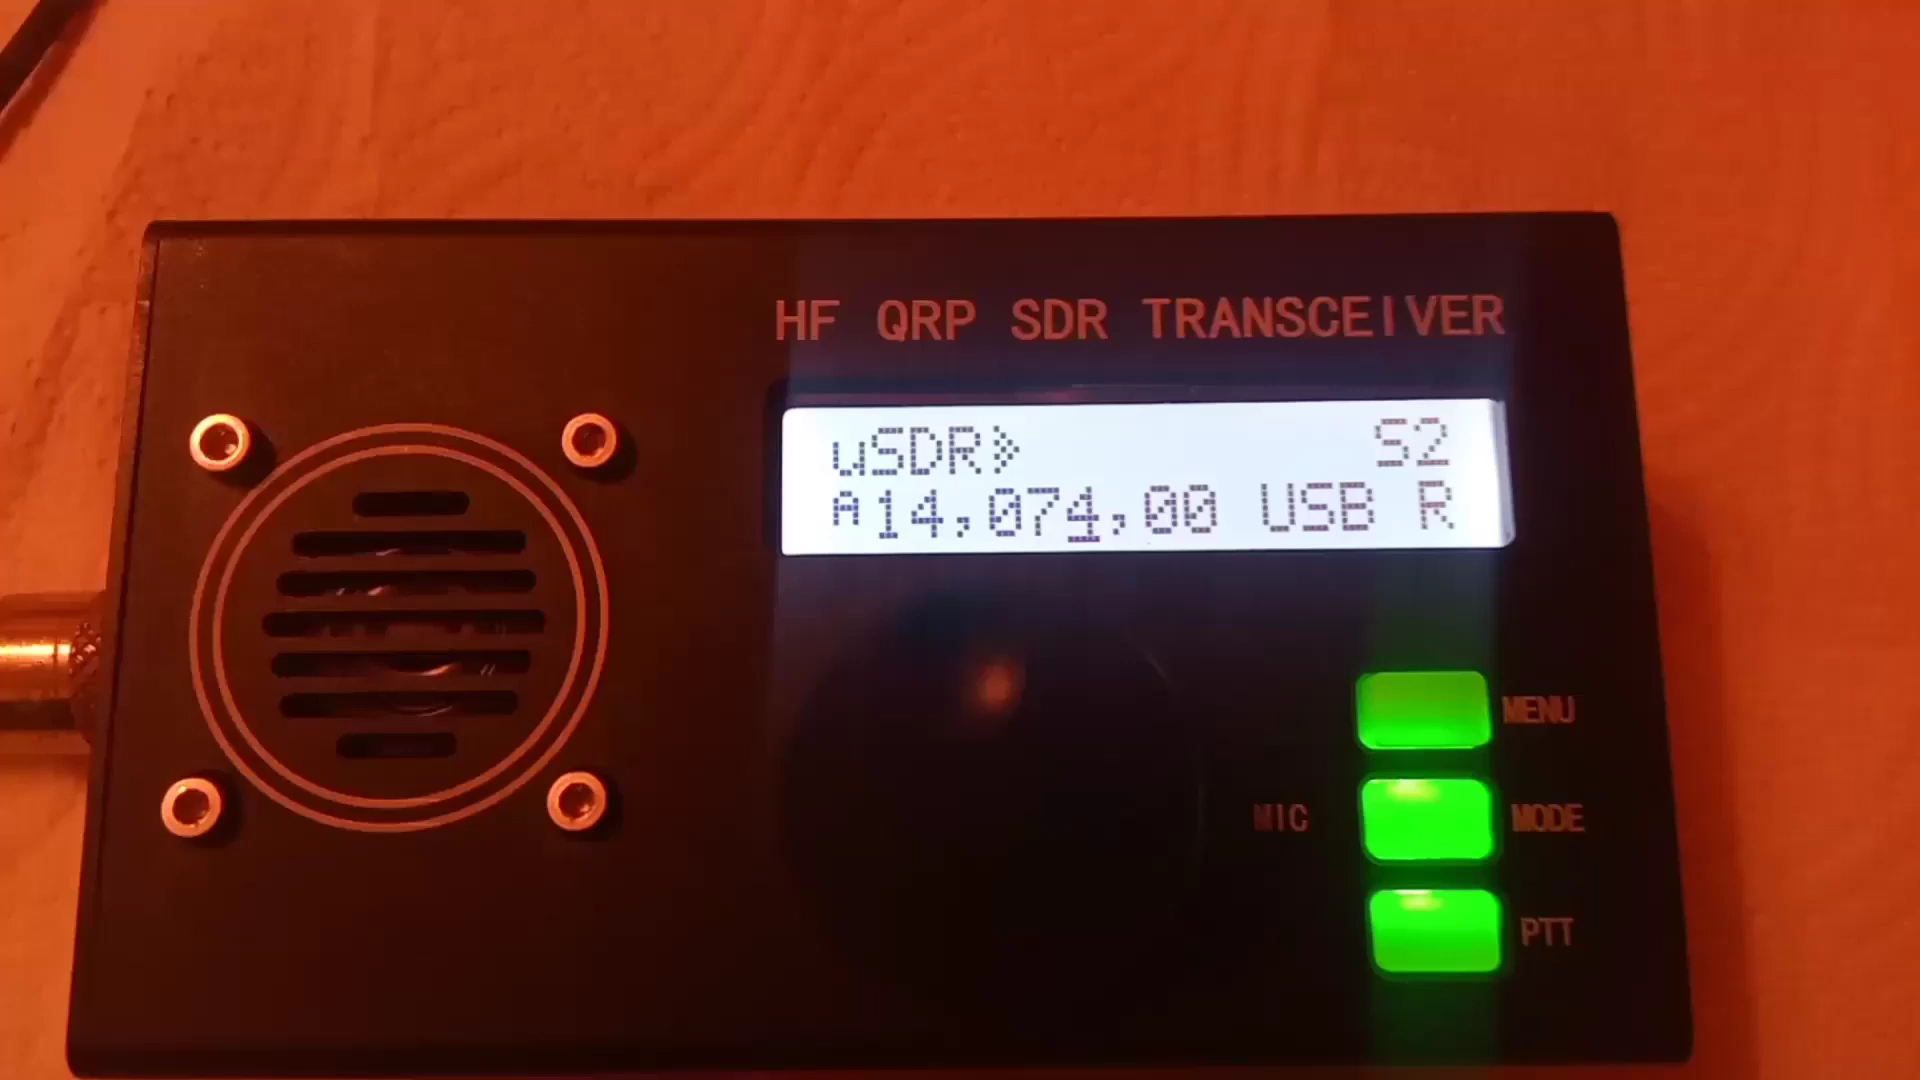 HF QRP SDR TRANSCEIVER
uSDR» S2
A14,074,00 USB R
MENU
MIC MODE
PTT